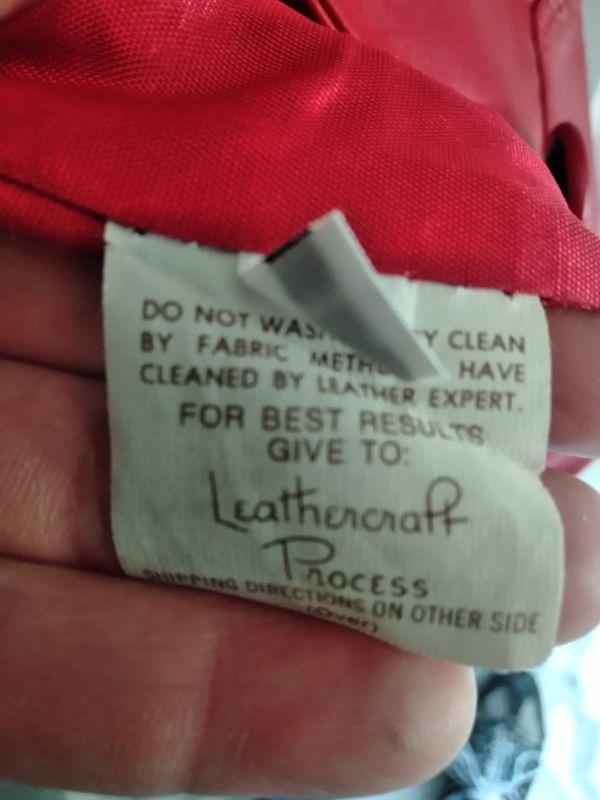 DO NOT WASH CLEAN
BY FABRIC METHOD HAVE
CLEANED BY LEATHER EXPERT.
FOR BEST RESULTS
GIVE TO:
Leathercraft
Process
SHIPPING DIRECTIONS ON OTHER SIDE
(Over)